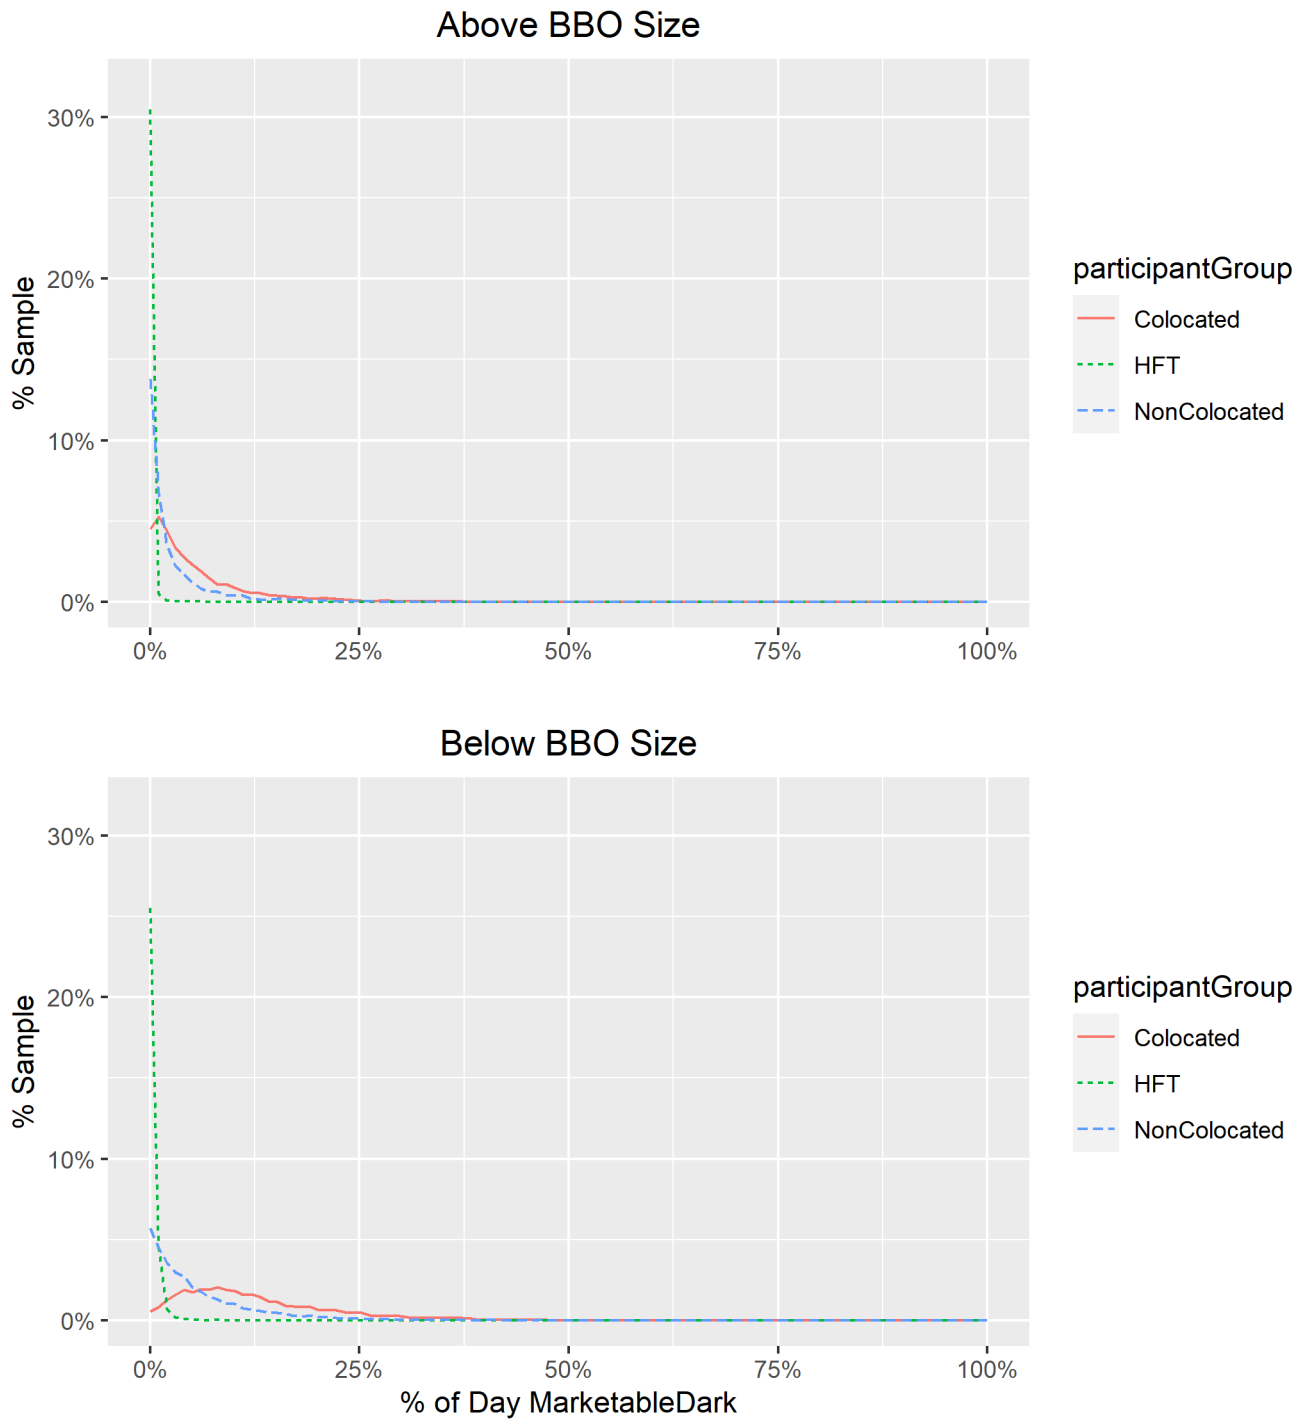 Above BBO Size
30%
20%
10%
0%
% Sample
0% 25% 50% 75% 100%
participantGroup
Colocated
HFT
NonColocated
Below BBO Size
30%
20%
10%
0%
% Sample
0% 25% 50% 75% 100%
% of Day MarketableDark
participantGroup
Colocated
HFT
NonColocated